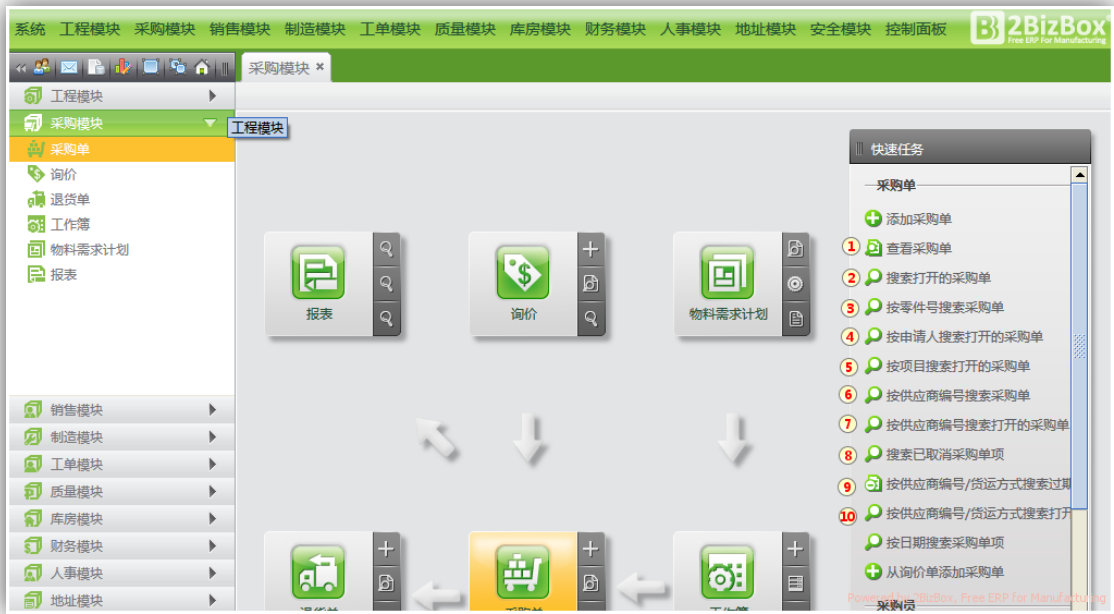 系统 工程模块 采购模块 销售模块 制造模块 工单模块 质量模块 库房模块 财务模块 人事模块 地址模块 安全模块 控制面板 2BizBox
Free ERP For Manufacturing
采购模块
工程模块
采购模块
工程模块
采购单
询价
退货单
工作簿
物料需求计划
报表
销售模块
制造模块
工单模块
质量模块
库房模块
财务模块
人事模块
地址模块
报表
询价
物料需求计划
退货单
采购单
工作簿
快速任务
采购单
添加采购单
1 查看采购单
2 搜索打开的采购单
3 按零件号搜索采购单
4 按申请人搜索打开的采购单
5 按项目搜索打开的采购单
6 按供应商编号搜索采购单
7 按供应商编号搜索打开的采购单
8 搜索已取消采购单项
9 按供应商编号/货运方式搜索过期
10 按供应商编号/货运方式搜索打开
按日期搜索采购单项
从询价单添加采购单
采购员
Powered by 2BizBox, Free ERP for Manufacturing